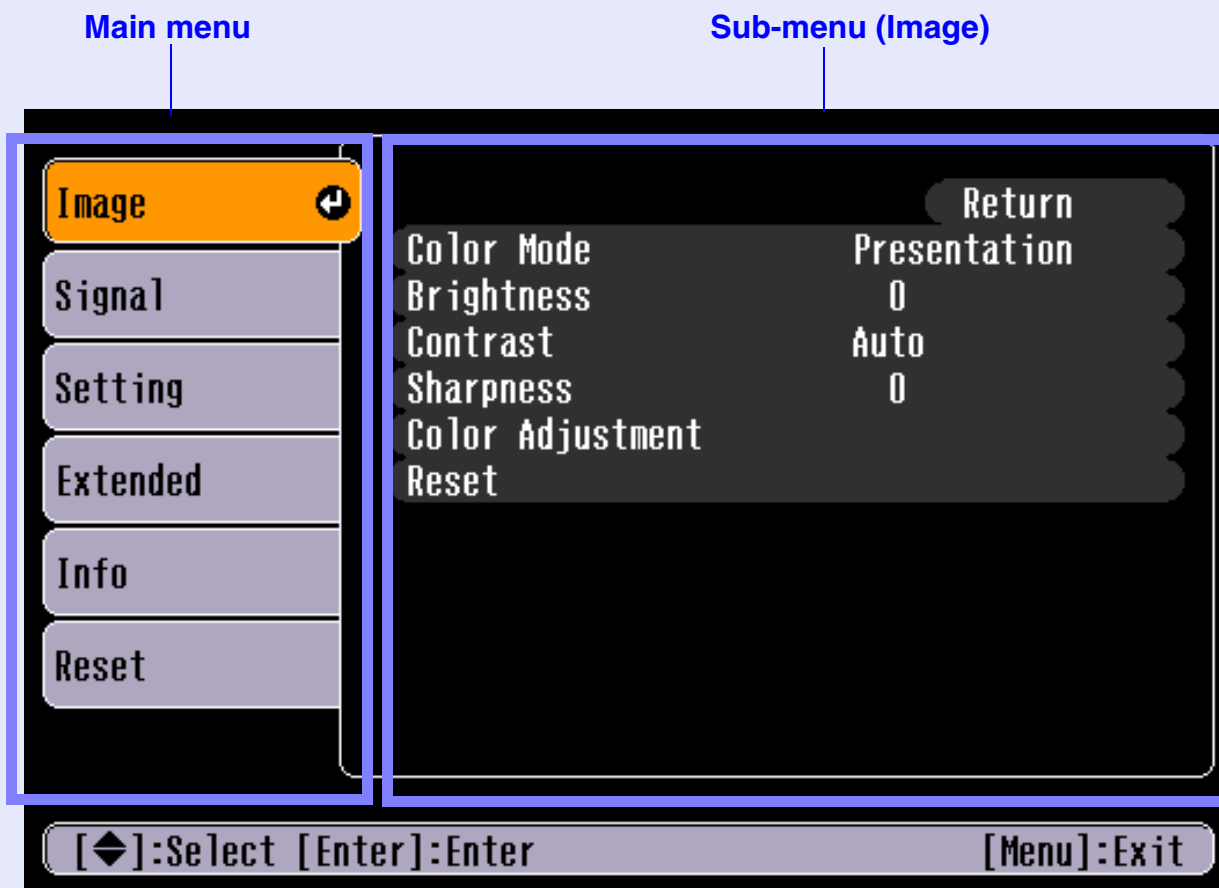 Main menu
Sub-menu (Image)
Image
Signal
Setting
Extended
Info
Reset
Return
Color Mode Presentation
Brightness 0
Contrast Auto
Sharpness 0
Color Adjustment
Reset
[◆]:Select [Enter]:Enter [Menu]:Exit